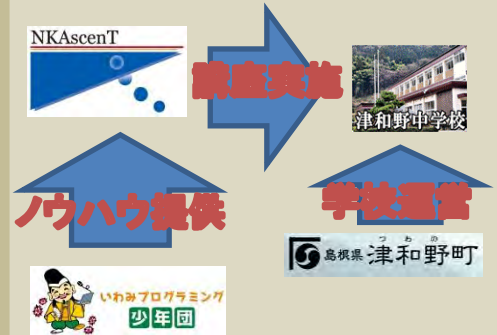 NKAscenT
講座実施
津和野中学校
ノウハウ提供
学校運営
つわの
島根県 津和野町
いわみプログラミング
少年団